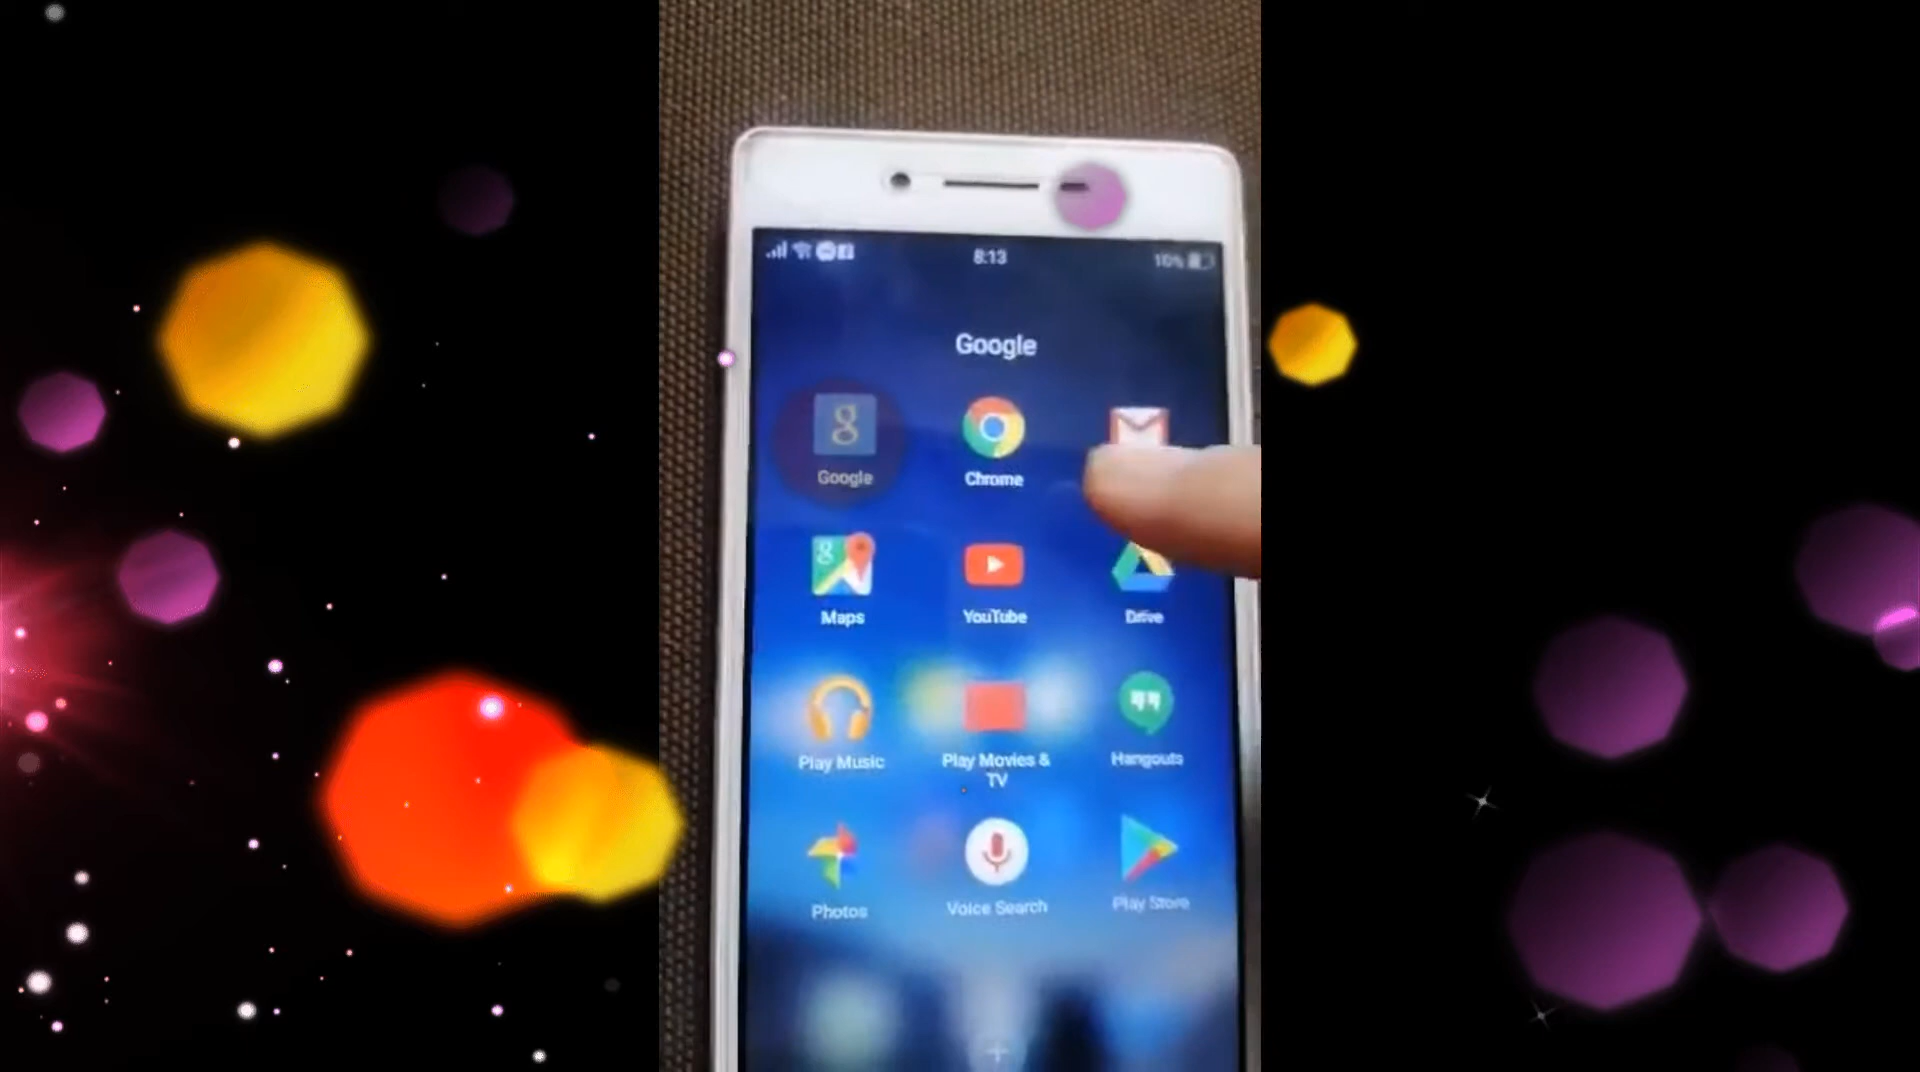 8:13
10%
Google
Google
Chrome
Maps
YouTube
Drive
Play Music
Play Movies &
TV
Hangouts
Photos
Voice Search
Play Store